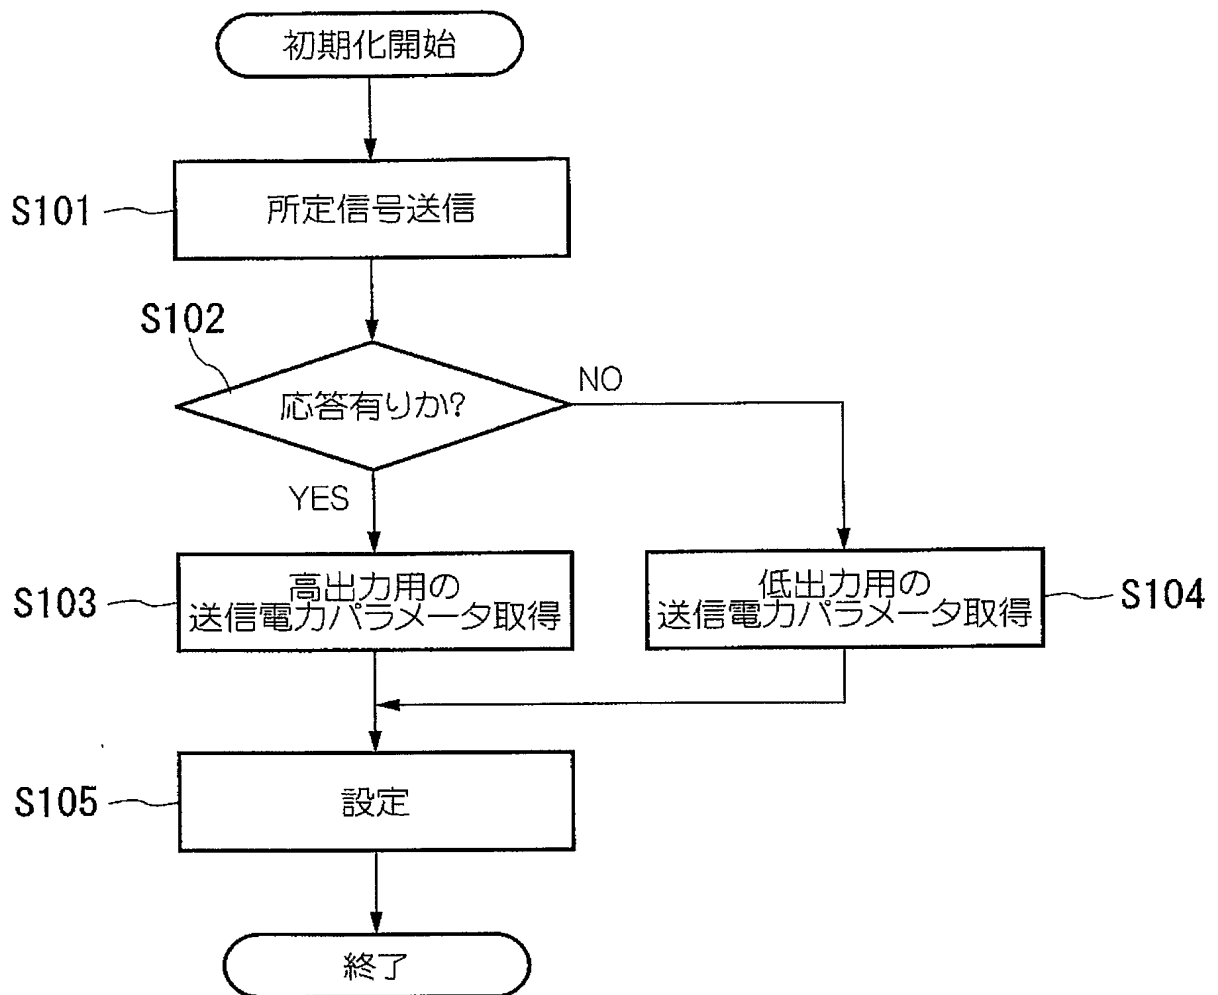 初期化開始
S101
所定信号送信
S102
応答有りか?
NO
YES
S103
高出力用の
送信電力パラメータ取得
低出力用の
送信電力パラメータ取得
S104
S105
設定
終了